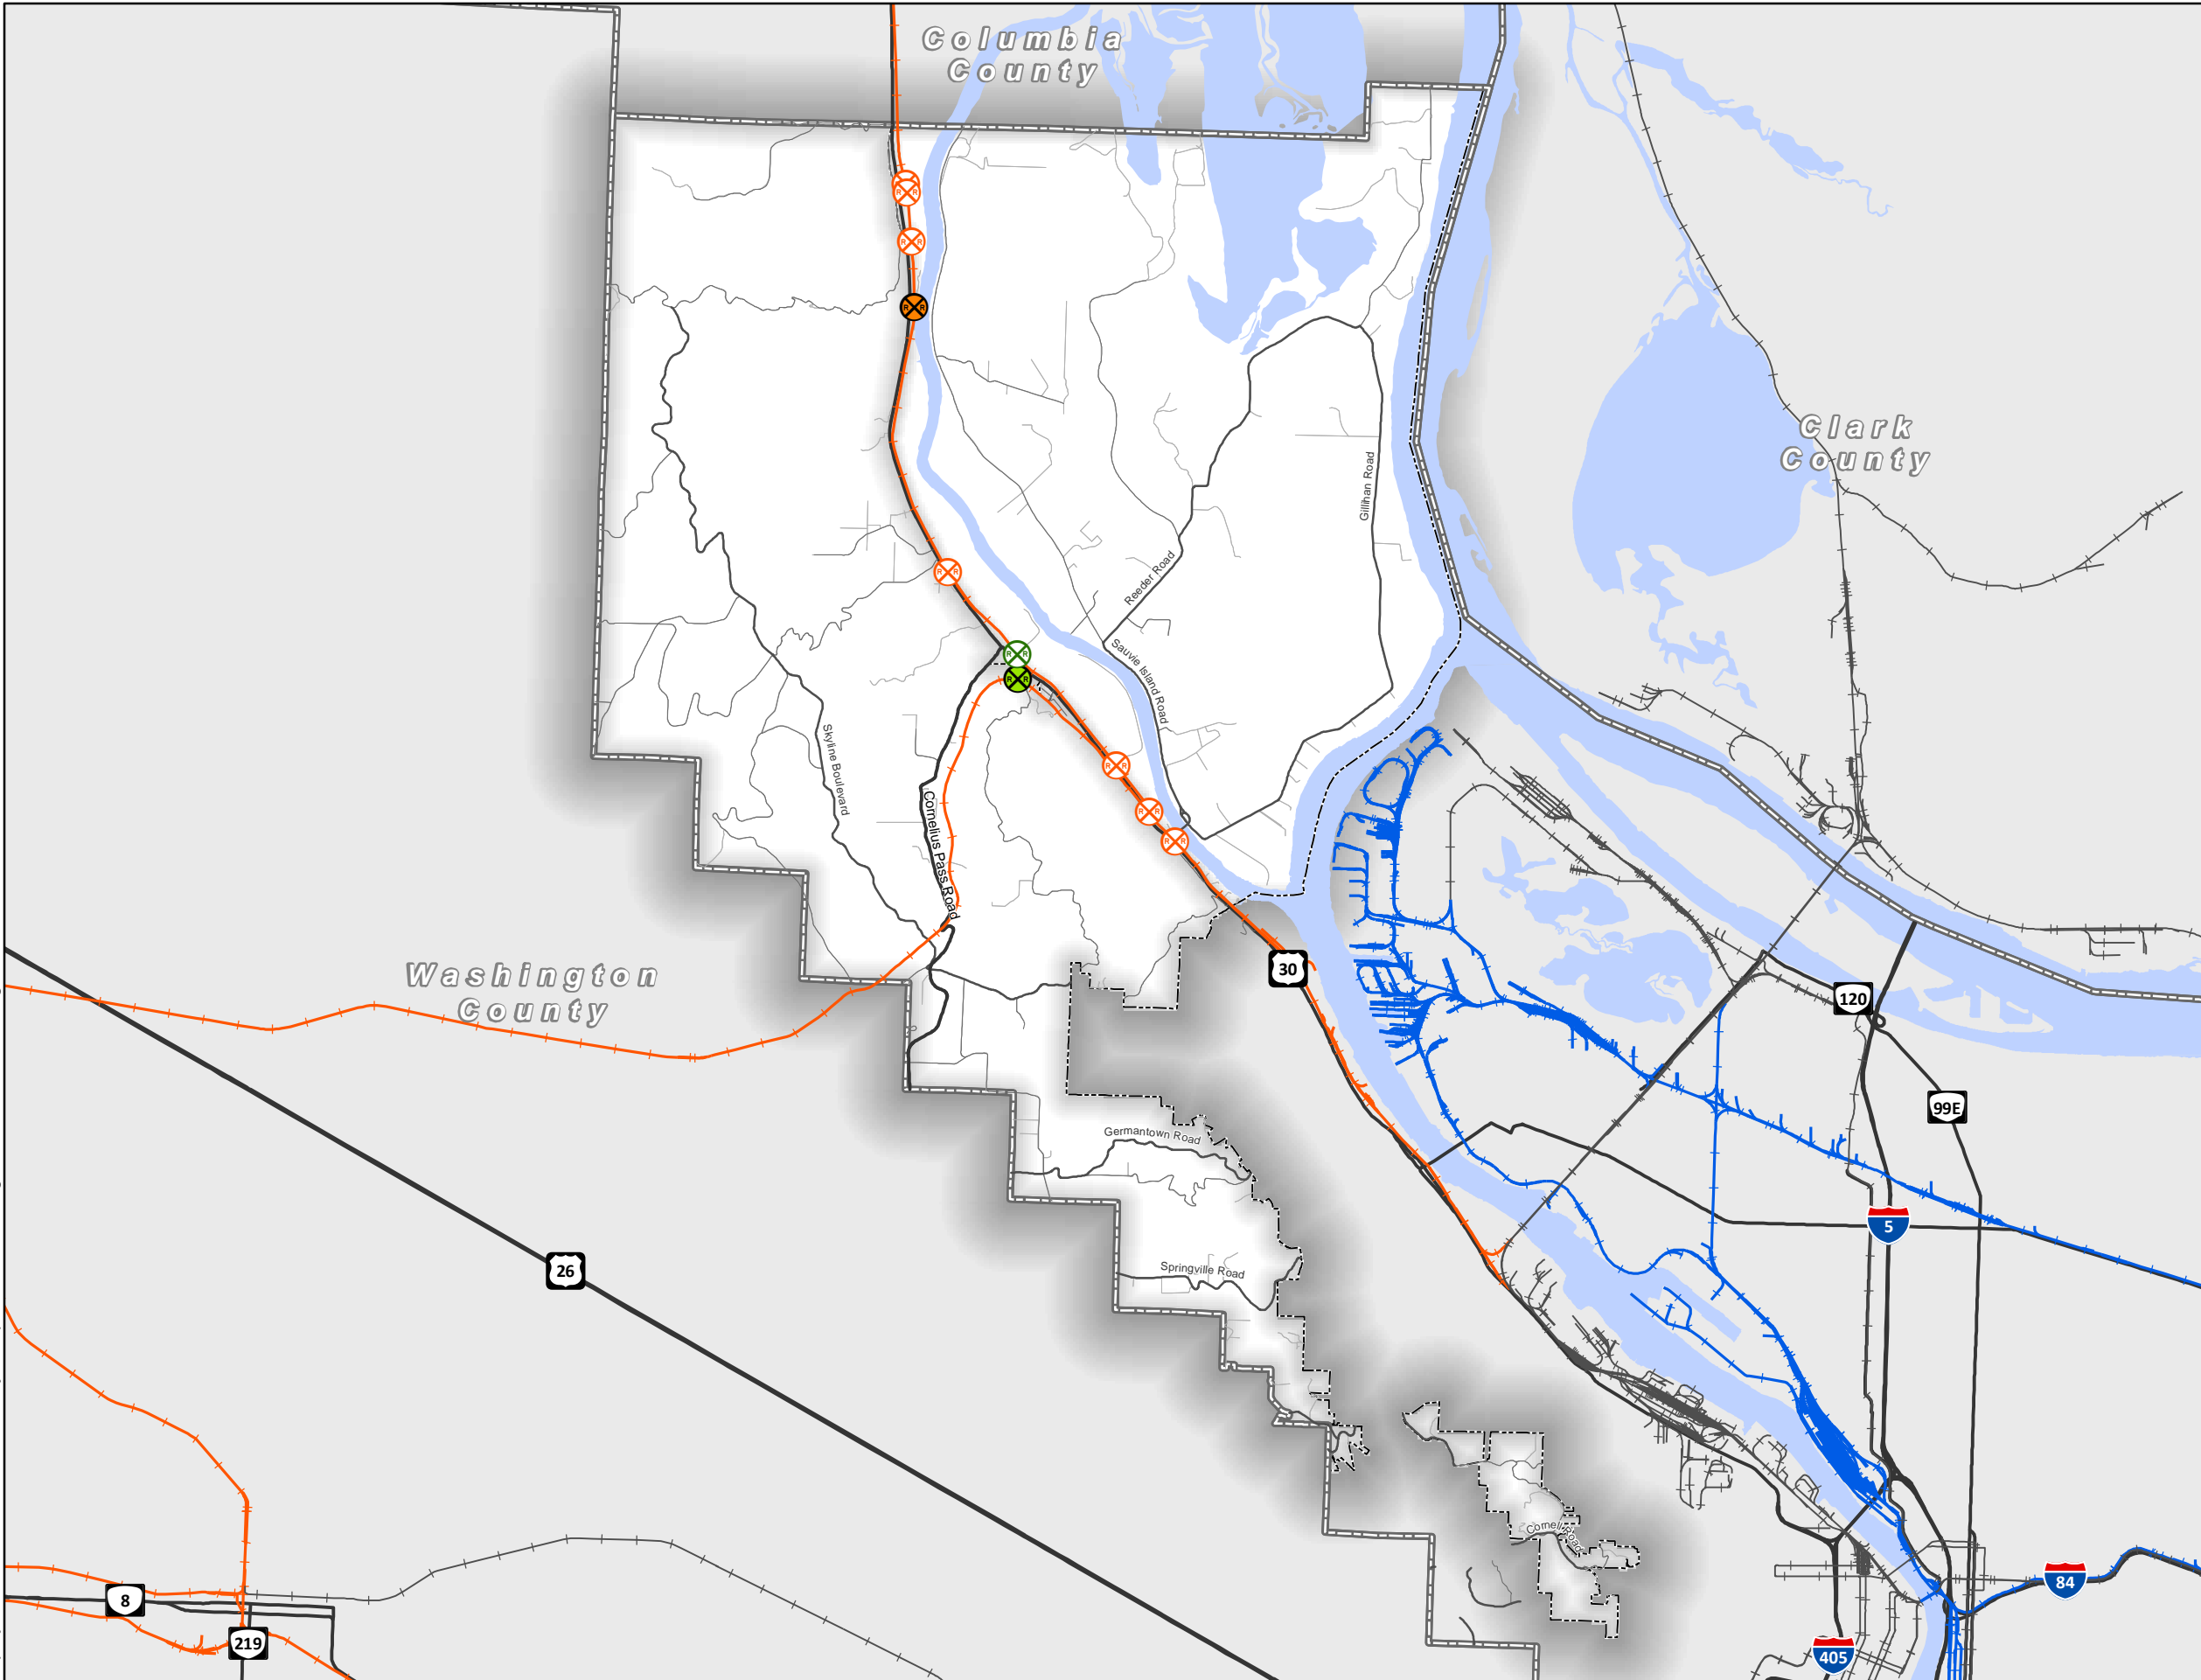 Columbia
County
Clark
County
Gillihan Road
Reeder Road
Sauvie Island Road
Skyline Boulevard
Cornelius Pass Road
Washington
County
30
120
99E
Germantown Road
5
Springville Road
26
Cornell Road
8
84
219
405
R R
R R
R R
R R
R R
R R
R R
R R
R R
R R